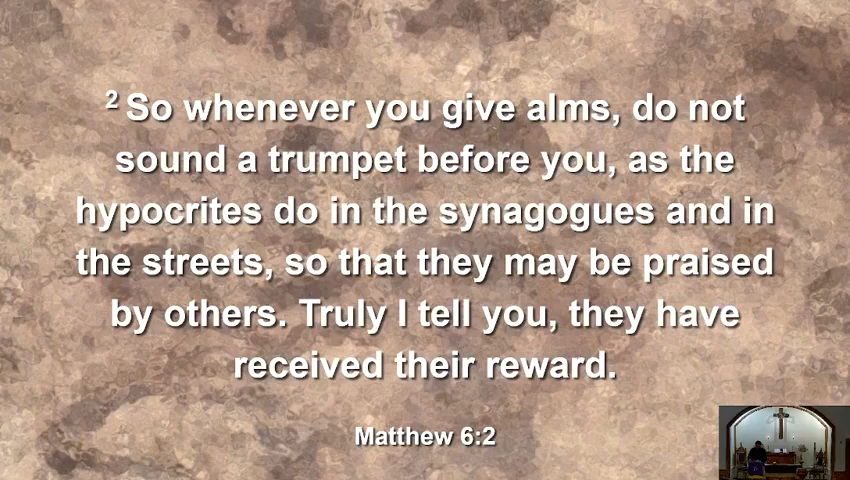 2 So whenever you give alms, do not
sound a trumpet before you, as the
hypocrites do in the synagogues and in
the streets, so that they may be praised
by others. Truly I tell you, they have
received their reward.
Matthew 6:2